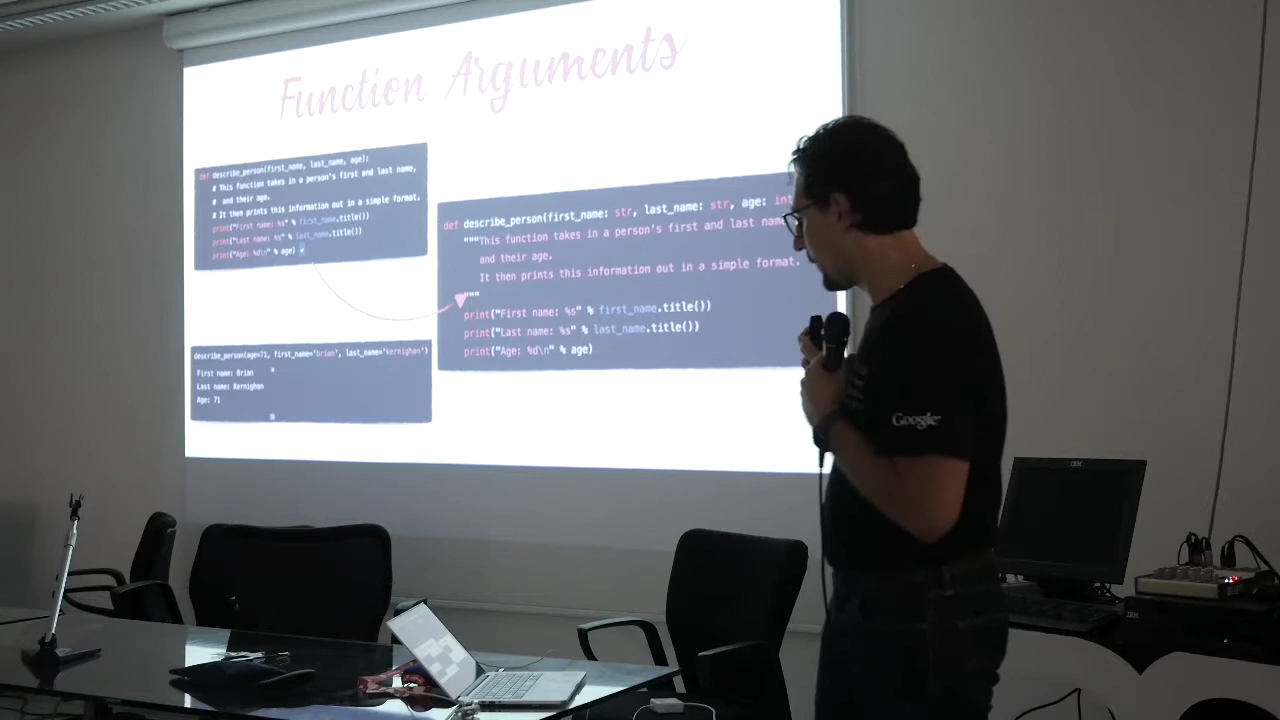 Function Arguments
def describe_person(first_name, last_name, age):
# This function takes in a person's first and last name,
# and their age.
# It then prints this information out in a simple format.
print("First name: %s" % first_name.title())
print("Last name: %s" % last_name.title())
print("Age: %d\n" % age)
def describe_person(first_name: str, last_name: str, age: int
"""This function takes in a person's first and last name
and their age.
It then prints this information out in a simple format.
"""
print("First name: %s" % first_name.title())
print("Last name: %s" % last_name.title())
print("Age: %d\n" % age)
describe_person(age=71, first_name='brian', last_name='kernighan')
First name: Brian
Last name: Kernighan
Age: 71
Google
IBM
IBM